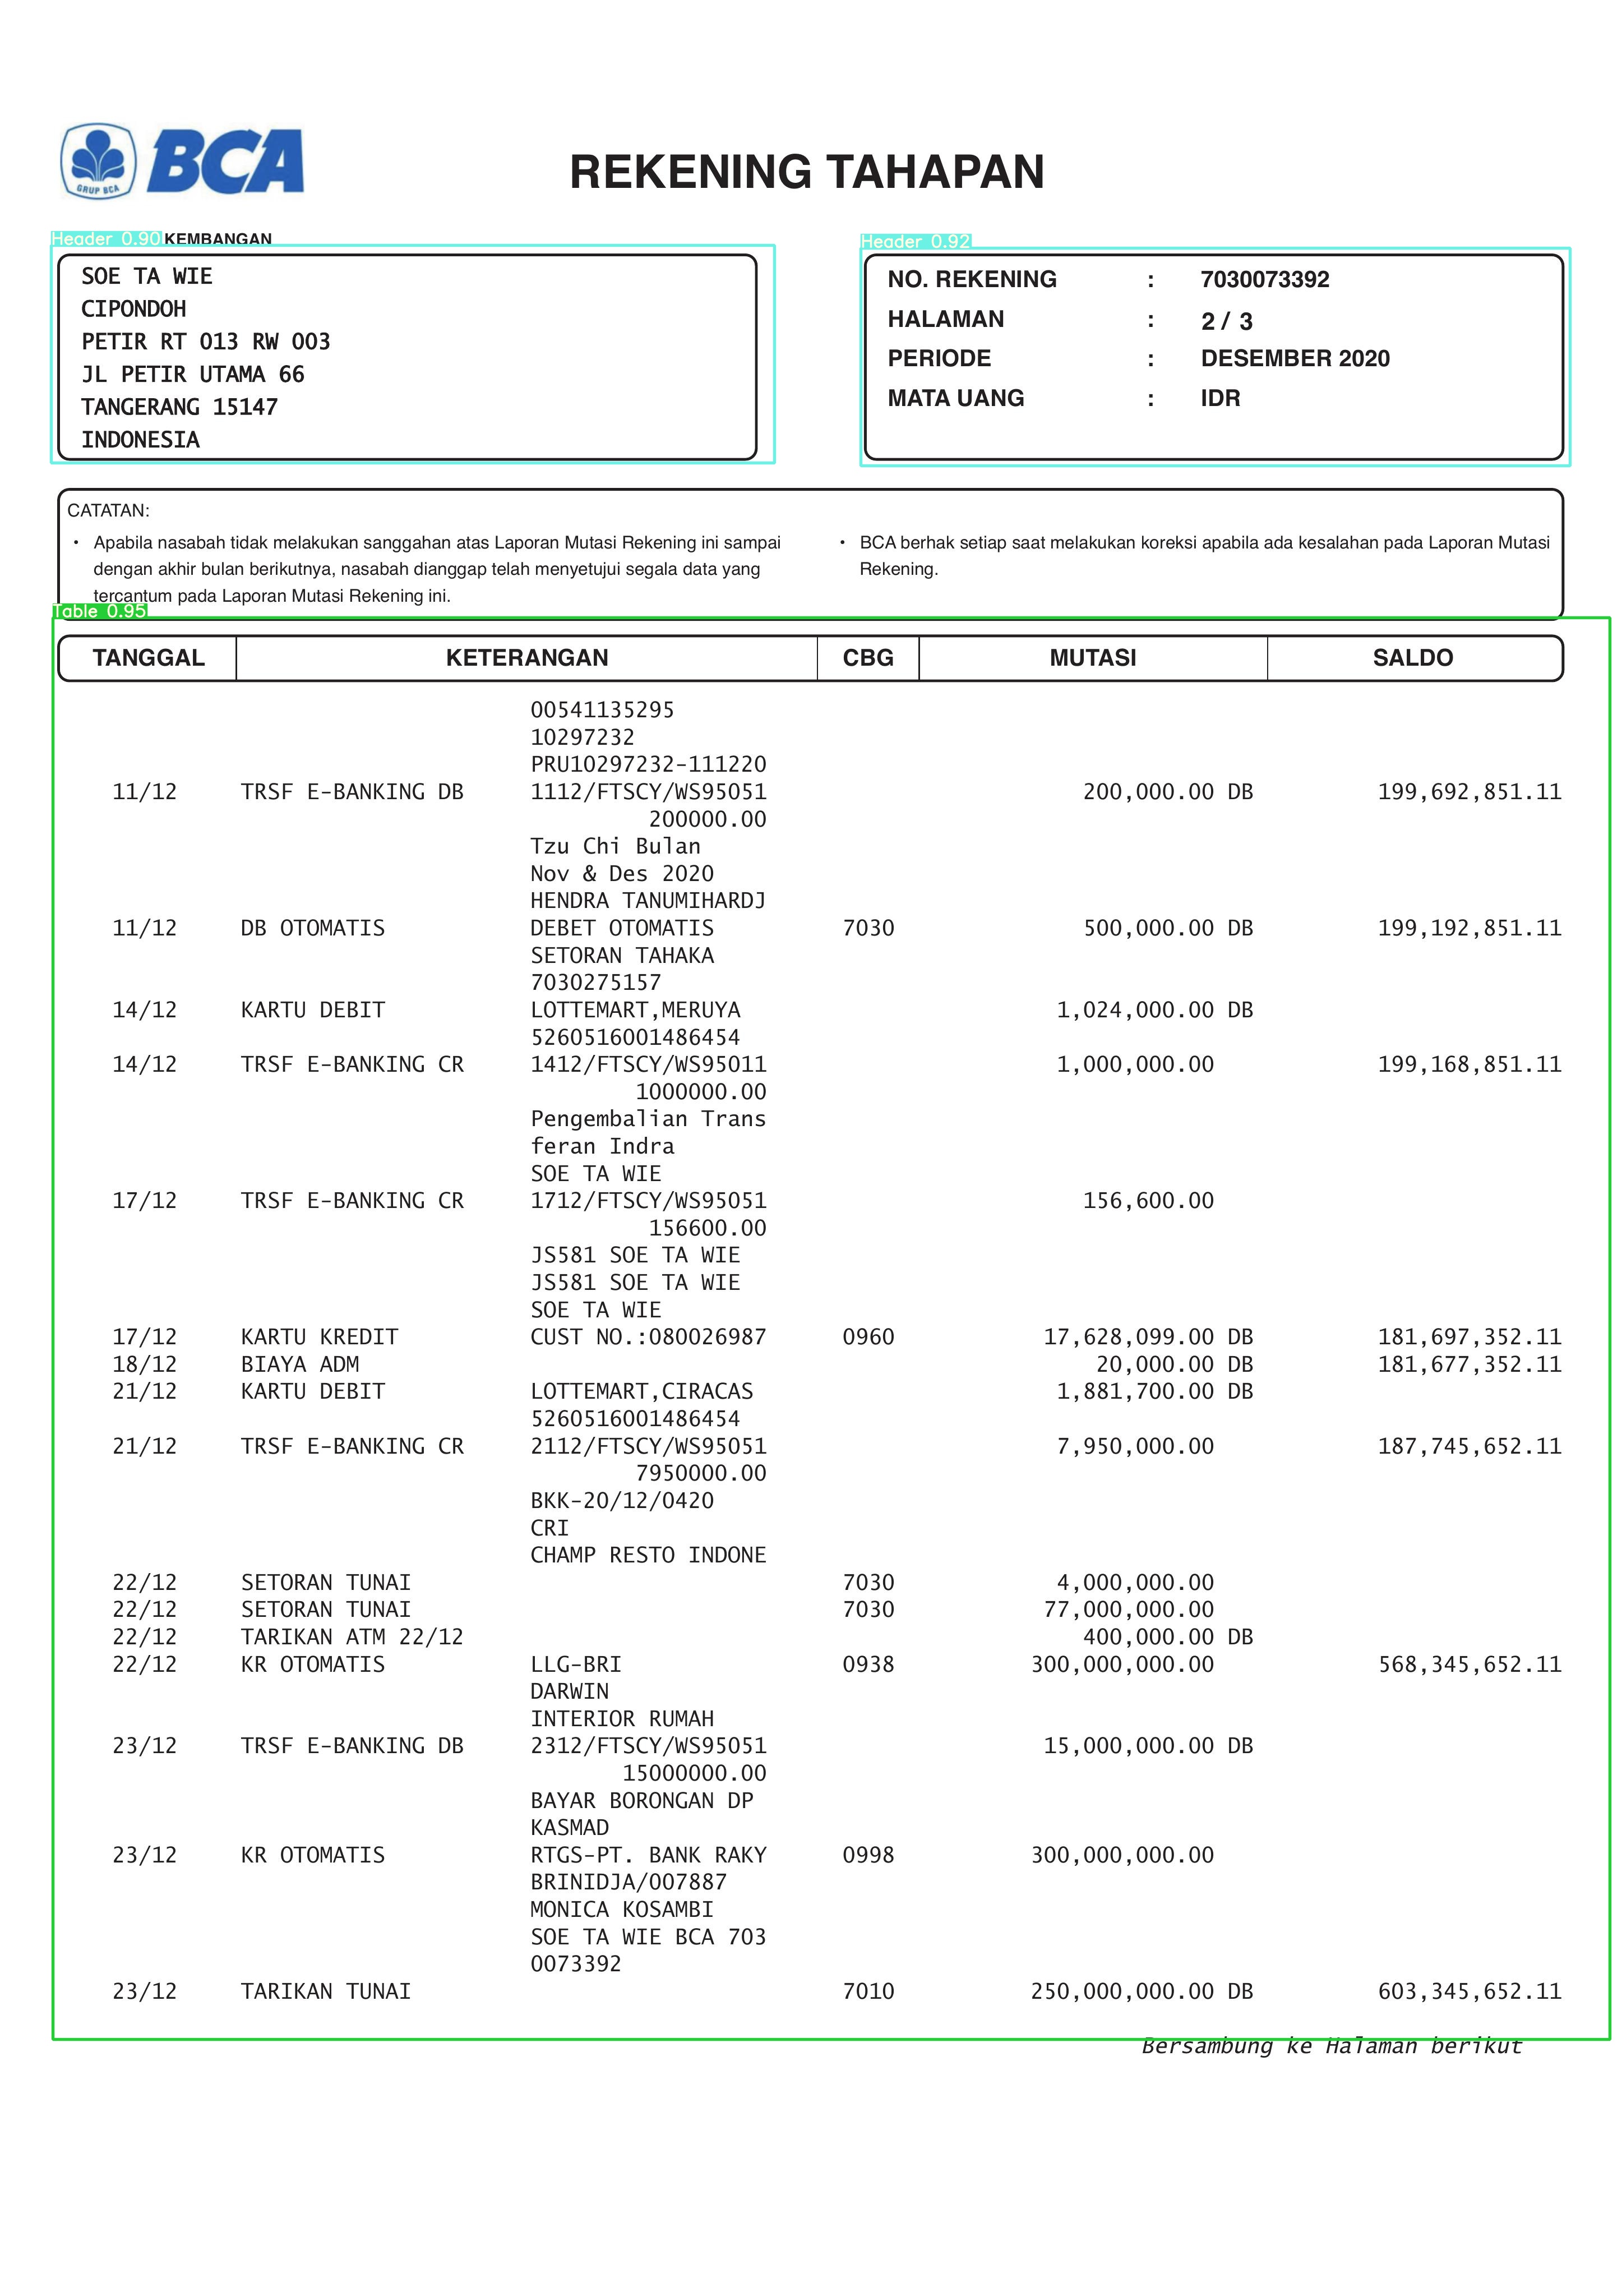 GRUP BCA
BCA
REKENING TAHAPAN
Header 0.90 KEMBANGAN
SOE TA WIE
CIPONDOH
PETIR RT 013 RW 003
JL PETIR UTAMA 66
TANGERANG 15147
INDONESIA
Header 0.92
NO. REKENING : 7030073392
HALAMAN : 2 / 3
PERIODE : DESEMBER 2020
MATA UANG : IDR
CATATAN:
• Apabila nasabah tidak melakukan sanggahan atas Laporan Mutasi Rekening ini sampai
dengan akhir bulan berikutnya, nasabah dianggap telah menyetujui segala data yang
tercantum pada Laporan Mutasi Rekening ini.
• BCA berhak setiap saat melakukan koreksi apabila ada kesalahan pada Laporan Mutasi
Rekening.
Table 0.95
TANGGAL KETERANGAN CBG MUTASI SALDO
00541135295
10297232
PRU10297232-111220
11/12 TRSF E-BANKING DB 1112/FTSCY/WS95051 200,000.00 DB 199,692,851.11
200000.00
Tzu Chi Bulan
Nov & Des 2020
HENDRA TANUMIHARDJ
11/12 DB OTOMATIS DEBET OTOMATIS 7030 500,000.00 DB 199,192,851.11
SETORAN TAHAKA
7030275157
14/12 KARTU DEBIT LOTTEMART,MERUYA 1,024,000.00 DB
5260516001486454
14/12 TRSF E-BANKING CR 1412/FTSCY/WS95011 1,000,000.00 199,168,851.11
1000000.00
Pengembalian Trans
feran Indra
SOE TA WIE
17/12 TRSF E-BANKING CR 1712/FTSCY/WS95051 156,600.00
156600.00
JS581 SOE TA WIE
JS581 SOE TA WIE
SOE TA WIE
17/12 KARTU KREDIT CUST NO.:080026987 0960 17,628,099.00 DB 181,697,352.11
18/12 BIAYA ADM 20,000.00 DB 181,677,352.11
21/12 KARTU DEBIT LOTTEMART,CIRACAS 1,881,700.00 DB
5260516001486454
21/12 TRSF E-BANKING CR 2112/FTSCY/WS95051 7,950,000.00 187,745,652.11
7950000.00
BKK-20/12/0420
CRI
CHAMP RESTO INDONE
22/12 SETORAN TUNAI 7030 4,000,000.00
22/12 SETORAN TUNAI 7030 77,000,000.00
22/12 TARIKAN ATM 22/12 400,000.00 DB
22/12 KR OTOMATIS LLG-BRI 0938 300,000,000.00 568,345,652.11
DARWIN
INTERIOR RUMAH
23/12 TRSF E-BANKING DB 2312/FTSCY/WS95051 15,000,000.00 DB
15000000.00
BAYAR BORONGAN DP
KASMAD
23/12 KR OTOMATIS RTGS-PT. BANK RAKY 0998 300,000,000.00
BRINIDJA/007887
MONICA KOSAMBI
SOE TA WIE BCA 703
0073392
23/12 TARIKAN TUNAI 7010 250,000,000.00 DB 603,345,652.11
Bersambung ke Halaman berikut